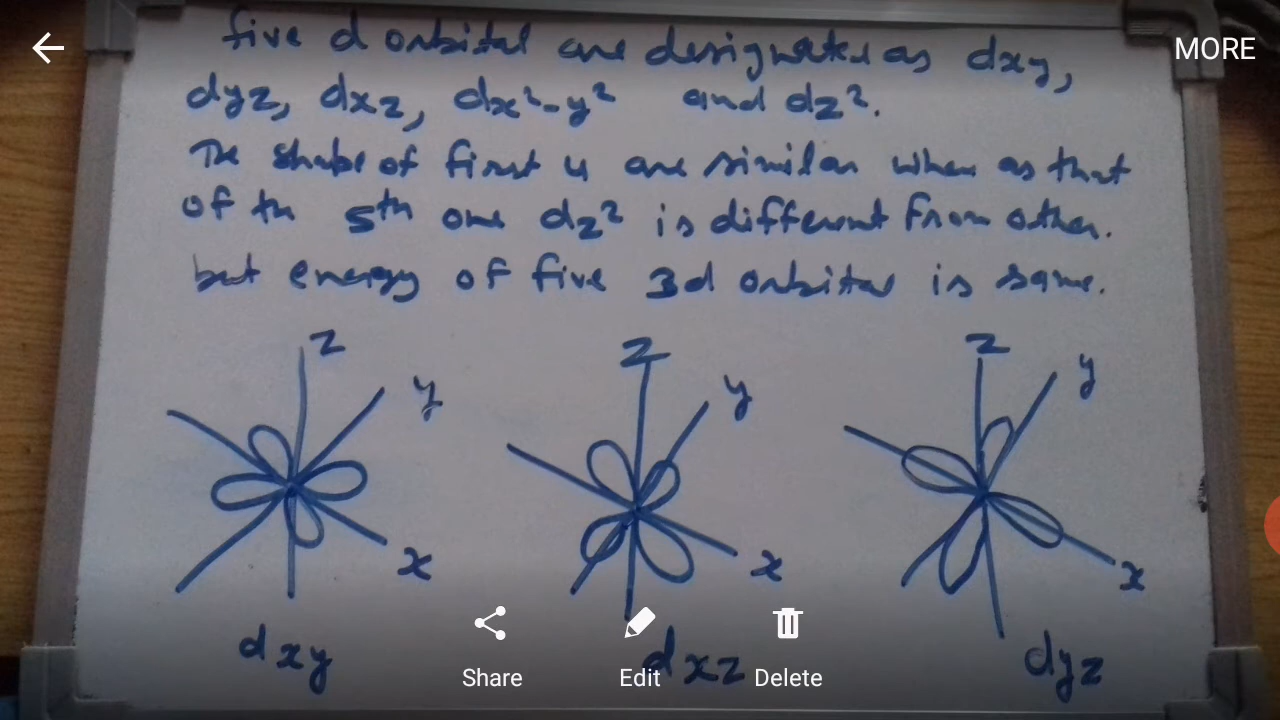 MORE
five d orbital are designated as dxy,
dyz, dxz, dx²-y² and dz².
The shape of first 4 are similar where as that
of th 5th one dz² is different from other.
but energy of five 3d orbital is same.
z z z
y y y
x x x
dxy dxz dyz
Share Edit Delete